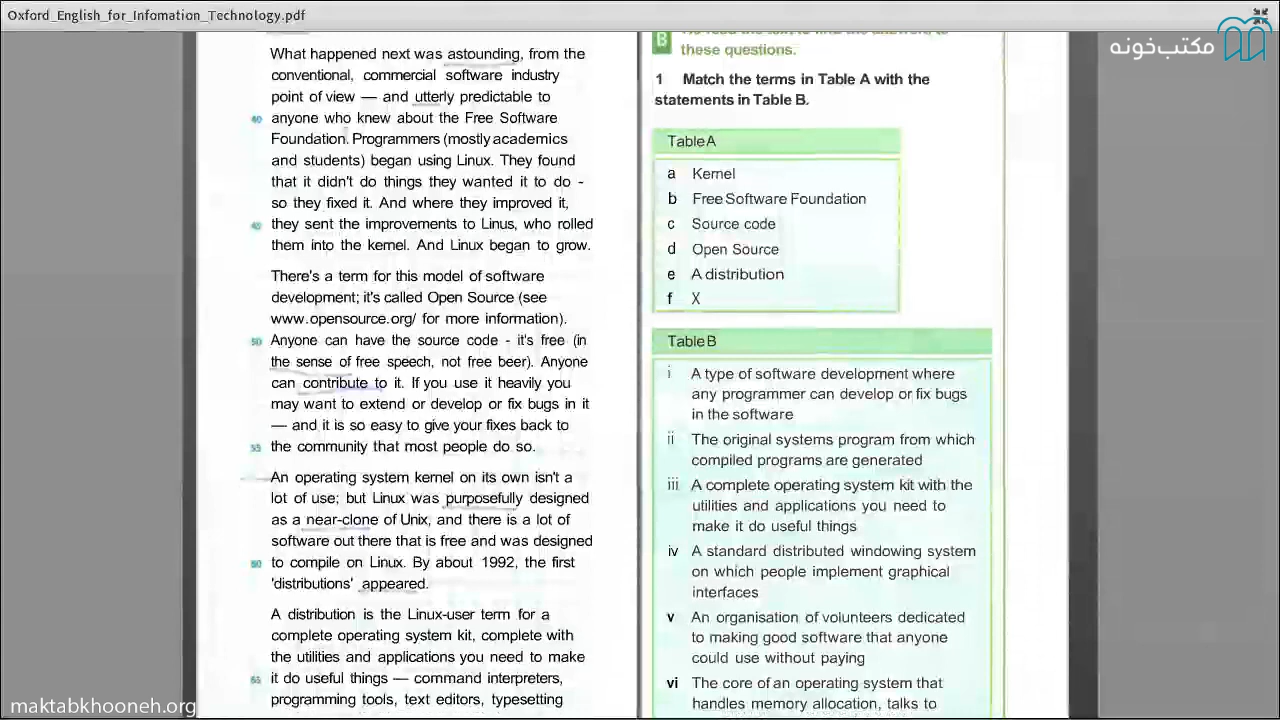 Oxford_English_for_Infomation_Technology.pdf
مکتب‌خونه
What happened next was astounding, from the
conventional, commercial software industry
point of view — and utterly predictable to
40 anyone who knew about the Free Software
Foundation. Programmers (mostly academics
and students) began using Linux. They found
that it didn't do things they wanted it to do -
so they fixed it. And where they improved it,
they sent the improvements to Linus, who rolled
them into the kernel. And Linux began to grow.
There's a term for this model of software
development; it's called Open Source (see
www.opensource.org/ for more information).
50 Anyone can have the source code - it's free (in
the sense of free speech, not free beer). Anyone
can contribute to it. If you use it heavily you
may want to extend or develop or fix bugs in it
— and it is so easy to give your fixes back to
55 the community that most people do so.
An operating system kernel on its own isn't a
lot of use; but Linux was purposefully designed
as a near-clone of Unix, and there is a lot of
software out there that is free and was designed
to compile on Linux. By about 1992, the first
'distributions' appeared.
A distribution is the Linux-user term for a
complete operating system kit, complete with
the utilities and applications you need to make
65 it do useful things — command interpreters,
programming tools, text editors, typesetting
B
these questions.
1 Match the terms in Table A with the
statements in Table B.
Table A
a Kernel
b Free Software Foundation
c Source code
d Open Source
e A distribution
f X
Table B
i A type of software development where
any programmer can develop or fix bugs
in the software
ii The original systems program from which
compiled programs are generated
iii A complete operating system kit with the
utilities and applications you need to
make it do useful things
iv A standard distributed windowing system
on which people implement graphical
interfaces
v An organisation of volunteers dedicated
to making good software that anyone
could use without paying
vi The core of an operating system that
handles memory allocation, talks to
maktabkhooneh.org